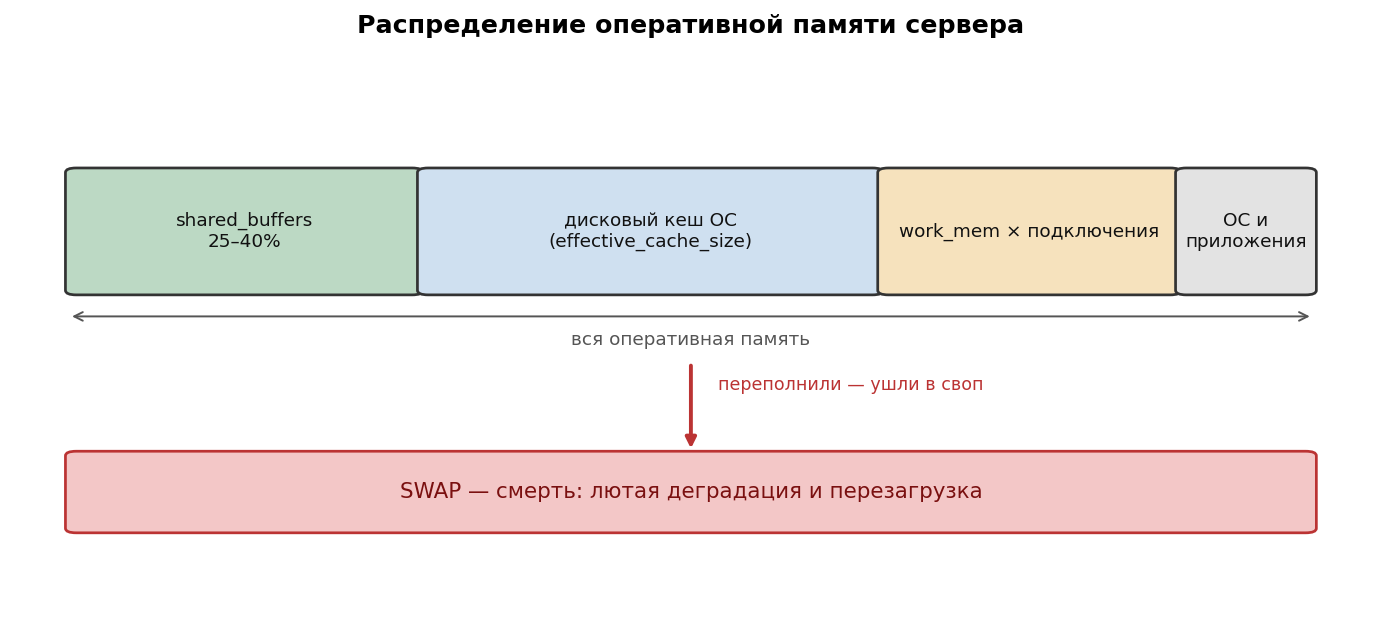 Распределение оперативной памяти сервера
shared_buffers
25–40%
дисковый кеш ОС
(effective_cache_size)
work_mem × подключения
ОС и
приложения
вся оперативная память
переполнили — ушли в своп
SWAP — смерть: лютая деградация и перезагрузка